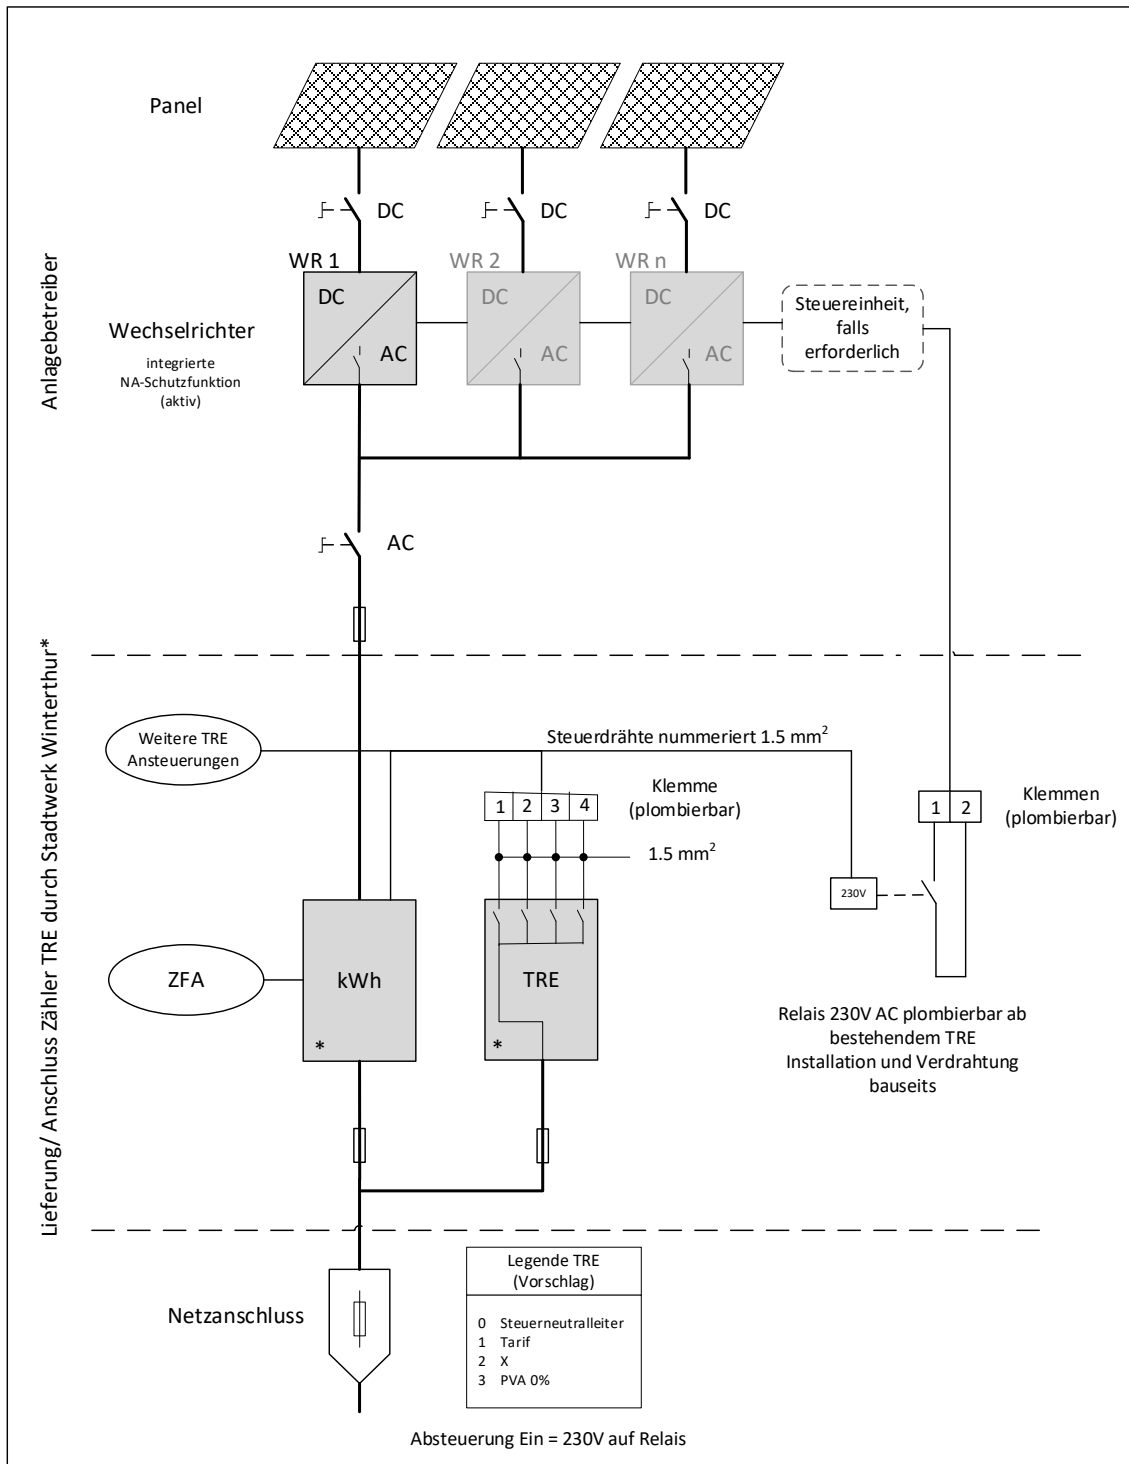 Panel
DC
DC
DC
WR 1
WR 2
WR n
DC
DC
DC
AC
AC
AC
Steuereinheit,
falls
erforderlich
Anlagebetreiber
Wechselrichter
integrierte
NA-Schutzfunktion
(aktiv)
AC
Lieferung/ Anschluss Zähler TRE durch Stadtwerk Winterthur*
Weitere TRE
Ansteuerungen
Steuerdrähte nummeriert 1.5 mm²
1 2 3 4
Klemme
(plombierbar)
1.5 mm²
1 2
Klemmen
(plombierbar)
230V
ZFA
kWh
*
TRE
*
Relais 230V AC plombierbar ab
bestehendem TRE
Installation und Verdrahtung
bauseits
Netzanschluss
Legende TRE
(Vorschlag)
0 Steuerneutralleiter
1 Tarif
2 X
3 PVA 0%
Absteuerung Ein = 230V auf Relais